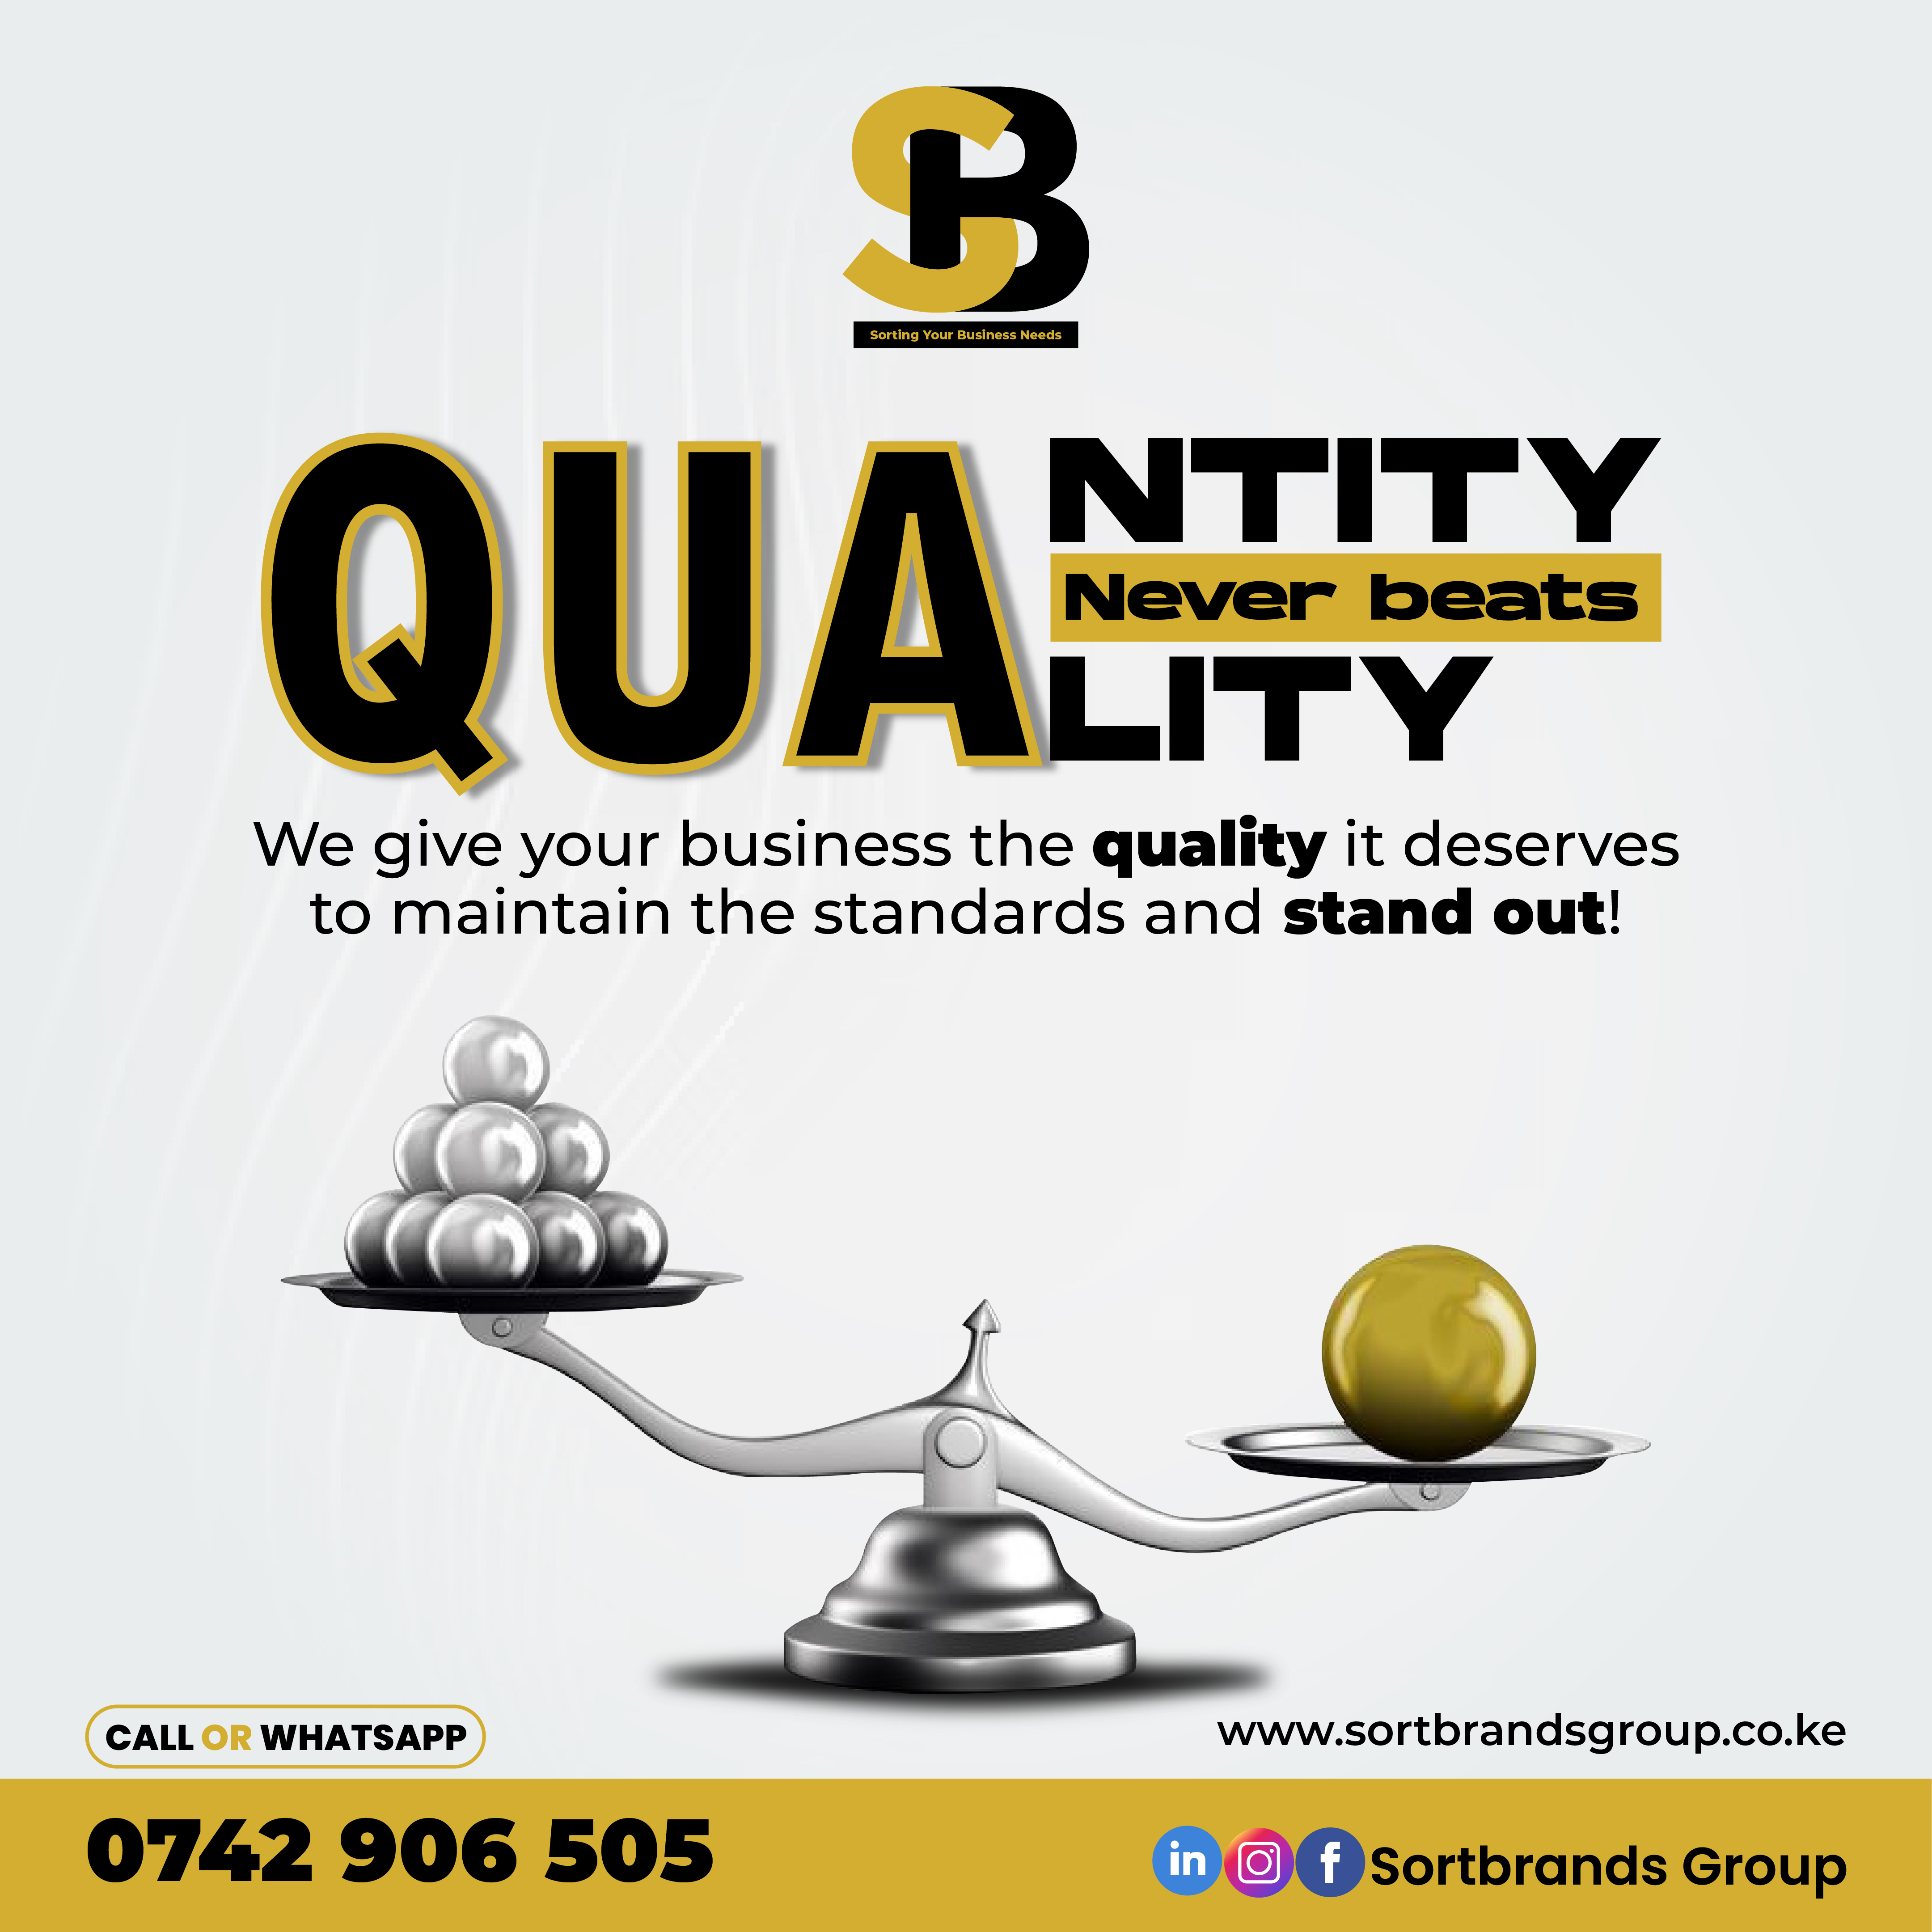 SB
Sorting Your Business Needs
QUANTITY
Never beats
LITY
We give your business the quality it deserves
to maintain the standards and stand out!
CALL OR WHATSAPP
www.sortbrandsgroup.co.ke
0742 906 505
in f Sortbrands Group